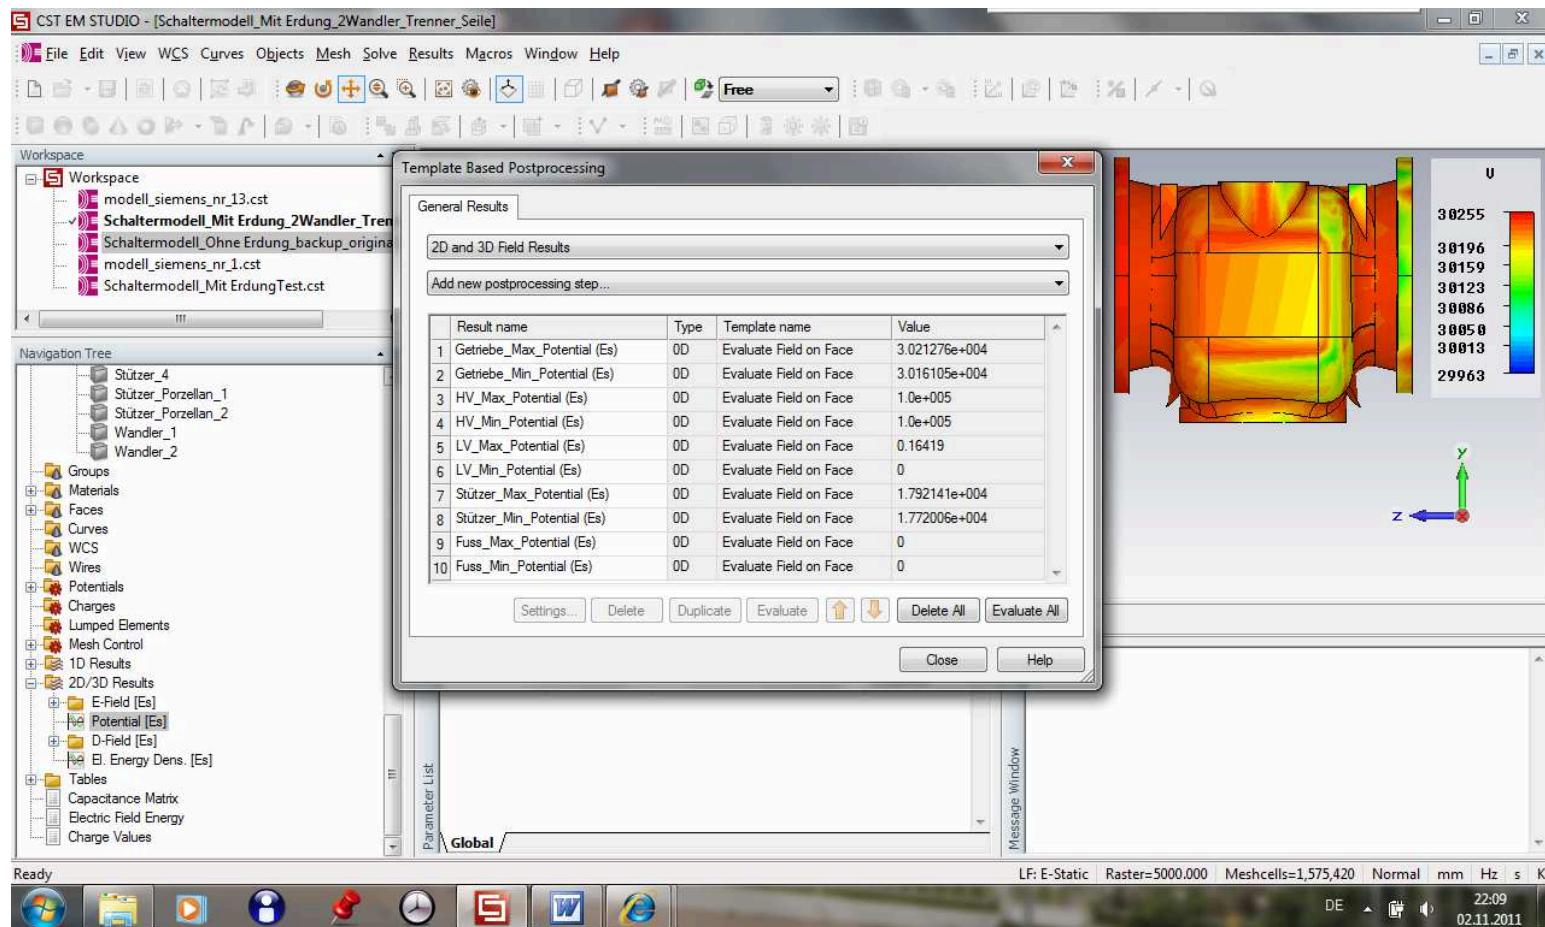 CST EM STUDIO - [Schaltermodell_Mit Erdung_2Wandler_Trenner_Seile]
File Edit View WCS Curves Objects Mesh Solve Results Macros Window Help
Free
Workspace
Workspace
modell_siemens_nr_13.cst
Schaltermodell_Mit Erdung_2Wandler_Tren
Schaltermodell_Ohne Erdung_backup_origina
modell_siemens_nr_1.cst
Schaltermodell_Mit ErdungTest.cst
Navigation Tree
Stützer_4
Stützer_Porzellan_1
Stützer_Porzellan_2
Wandler_1
Wandler_2
Groups
Materials
Faces
Curves
WCS
Wires
Potentials
Charges
Lumped Elements
Mesh Control
1D Results
2D/3D Results
E-Field [Es]
Potential [Es]
D-Field [Es]
El. Energy Dens. [Es]
Tables
Capacitance Matrix
Electric Field Energy
Charge Values
Template Based Postprocessing
General Results
2D and 3D Field Results
Add new postprocessing step...
Result name Type Template name Value
1 Getriebe_Max_Potential (Es) 0D Evaluate Field on Face 3.021276e+004
2 Getriebe_Min_Potential (Es) 0D Evaluate Field on Face 3.016105e+004
3 HV_Max_Potential (Es) 0D Evaluate Field on Face 1.0e+005
4 HV_Min_Potential (Es) 0D Evaluate Field on Face 1.0e+005
5 LV_Max_Potential (Es) 0D Evaluate Field on Face 0.16419
6 LV_Min_Potential (Es) 0D Evaluate Field on Face 0
7 Stützer_Max_Potential (Es) 0D Evaluate Field on Face 1.792141e+004
8 Stützer_Min_Potential (Es) 0D Evaluate Field on Face 1.772006e+004
9 Fuss_Max_Potential (Es) 0D Evaluate Field on Face 0
10 Fuss_Min_Potential (Es) 0D Evaluate Field on Face 0
Settings... Delete Duplicate Evaluate Delete All Evaluate All
Close Help
V
30255
30196
30159
30123
30086
30050
30013
29963
y
z
Parameter List
Global
Message Window
Ready
LF: E-Static Raster=5000.000 Meshcells=1,575,420 Normal mm Hz s K
DE
22:09
02.11.2011